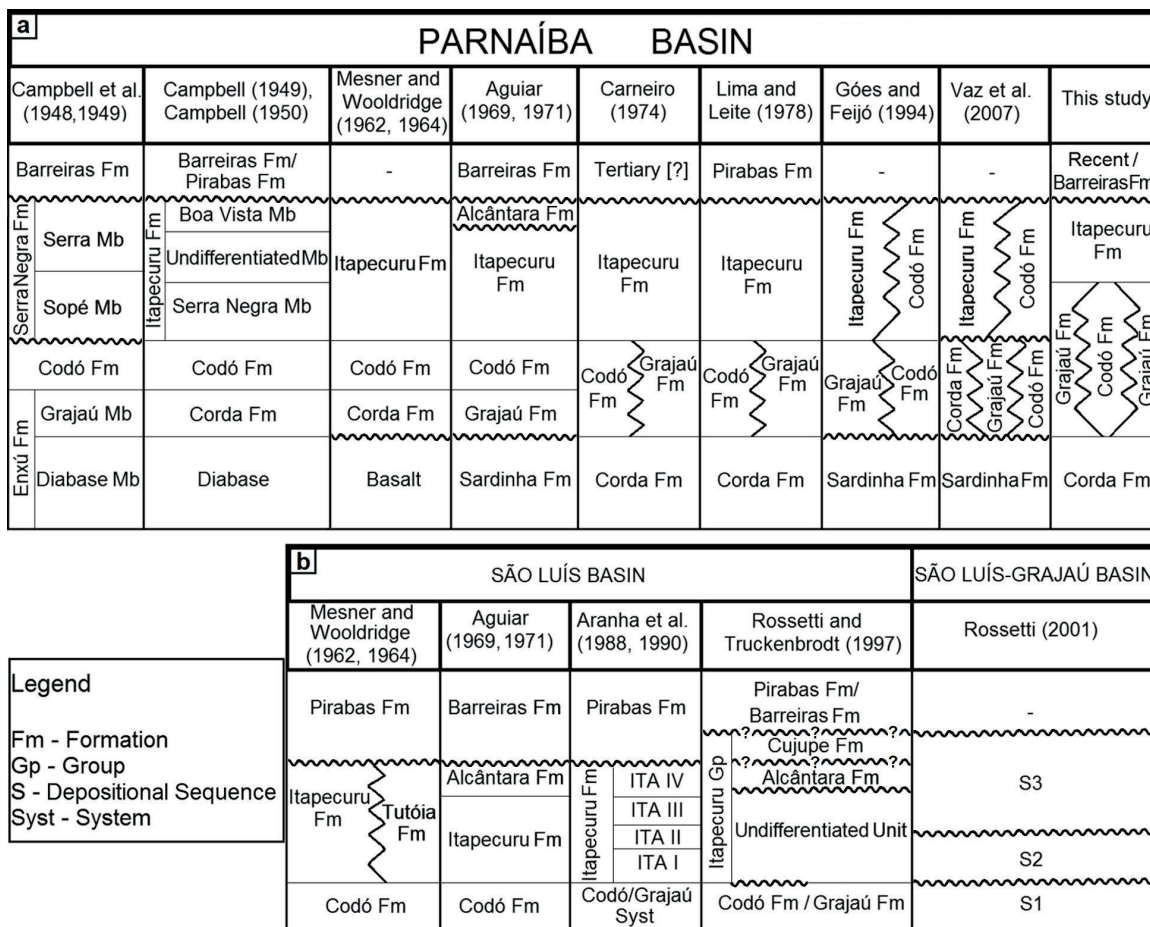 a
PARNAÍBA BASIN
Campbell et al.
(1948,1949)
Campbell (1949),
Campbell (1950)
Mesner and
Wooldridge
(1962, 1964)
Aguiar
(1969, 1971)
Carneiro
(1974)
Lima and
Leite (1978)
Góes and
Feijó (1994)
Vaz et al.
(2007)
This study
Barreiras Fm
Barreiras Fm/
Pirabas Fm
-
Barreiras Fm
Tertiary [?]
Pirabas Fm
-
-
Recent /
Barreiras Fm
Serra Negra Fm
Serra Mb
Sopé Mb
Itapecuru Fm
Boa Vista Mb
Undifferentiated Mb
Serra Negra Mb
Itapecuru Fm
Alcântara Fm
Itapecuru
Fm
Itapecuru
Fm
Itapecuru
Fm
Itapecuru Fm
Codó Fm
Itapecuru Fm
Codó Fm
Itapecuru
Fm
Codó Fm
Codó Fm
Codó Fm
Codó Fm
Codó
Fm
Grajaú
Fm
Codó
Fm
Grajaú
Fm
Grajaú
Fm
Codó
Fm
Corda Fm
Grajaú Fm
Codó Fm
Grajaú Fm
Codó Fm
Grajaú Fm
Enxú Fm
Grajaú Mb
Corda Fm
Corda Fm
Grajaú Fm
Diabase Mb
Diabase
Basalt
Sardinha Fm
Corda Fm
Corda Fm
Sardinha Fm
Sardinha Fm
Corda Fm
b
SÃO LUÍS BASIN
SÃO LUÍS-GRAJAÚ BASIN
Mesner and
Wooldridge
(1962, 1964)
Aguiar
(1969, 1971)
Aranha et al.
(1988, 1990)
Rossetti and
Truckenbrodt (1997)
Rossetti (2001)
Pirabas Fm
Barreiras Fm
Pirabas Fm
Pirabas Fm/
Barreiras Fm
-
? ? ?
Itapecuru Gp
Cujupe Fm
? ? ?
Itapecuru
Fm
Tutóia
Fm
Alcântara Fm
Itapecuru Fm
Itapecuru Fm
ITA IV
ITA III
ITA II
ITA I
Alcântara Fm
Undifferentiated Unit
S3
S2
Codó Fm
Codó Fm
Codó/Grajaú
Syst
Codó Fm / Grajaú Fm
S1
Legend
Fm - Formation
Gp - Group
S - Depositional Sequence
Syst - System